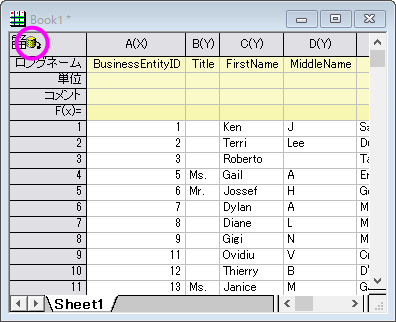 Book1 *
A(X) B(Y) C(Y) D(Y)
ロングネーム BusinessEntityID Title FirstName MiddleName
単位
コメント
F(x)=
1 1 Ken J Sá
2 2 Terri Lee Du
3 3 Roberto Ta
4 5 Ms. Gail A Er
5 6 Mr. Jossef H Go
6 7 Dylan A M
7 8 Diane L M
8 9 Gigi N M
9 11 Ovidiu V Cr
10 12 Thierry B D'
11 13 Ms. Janice M G
Sheet1